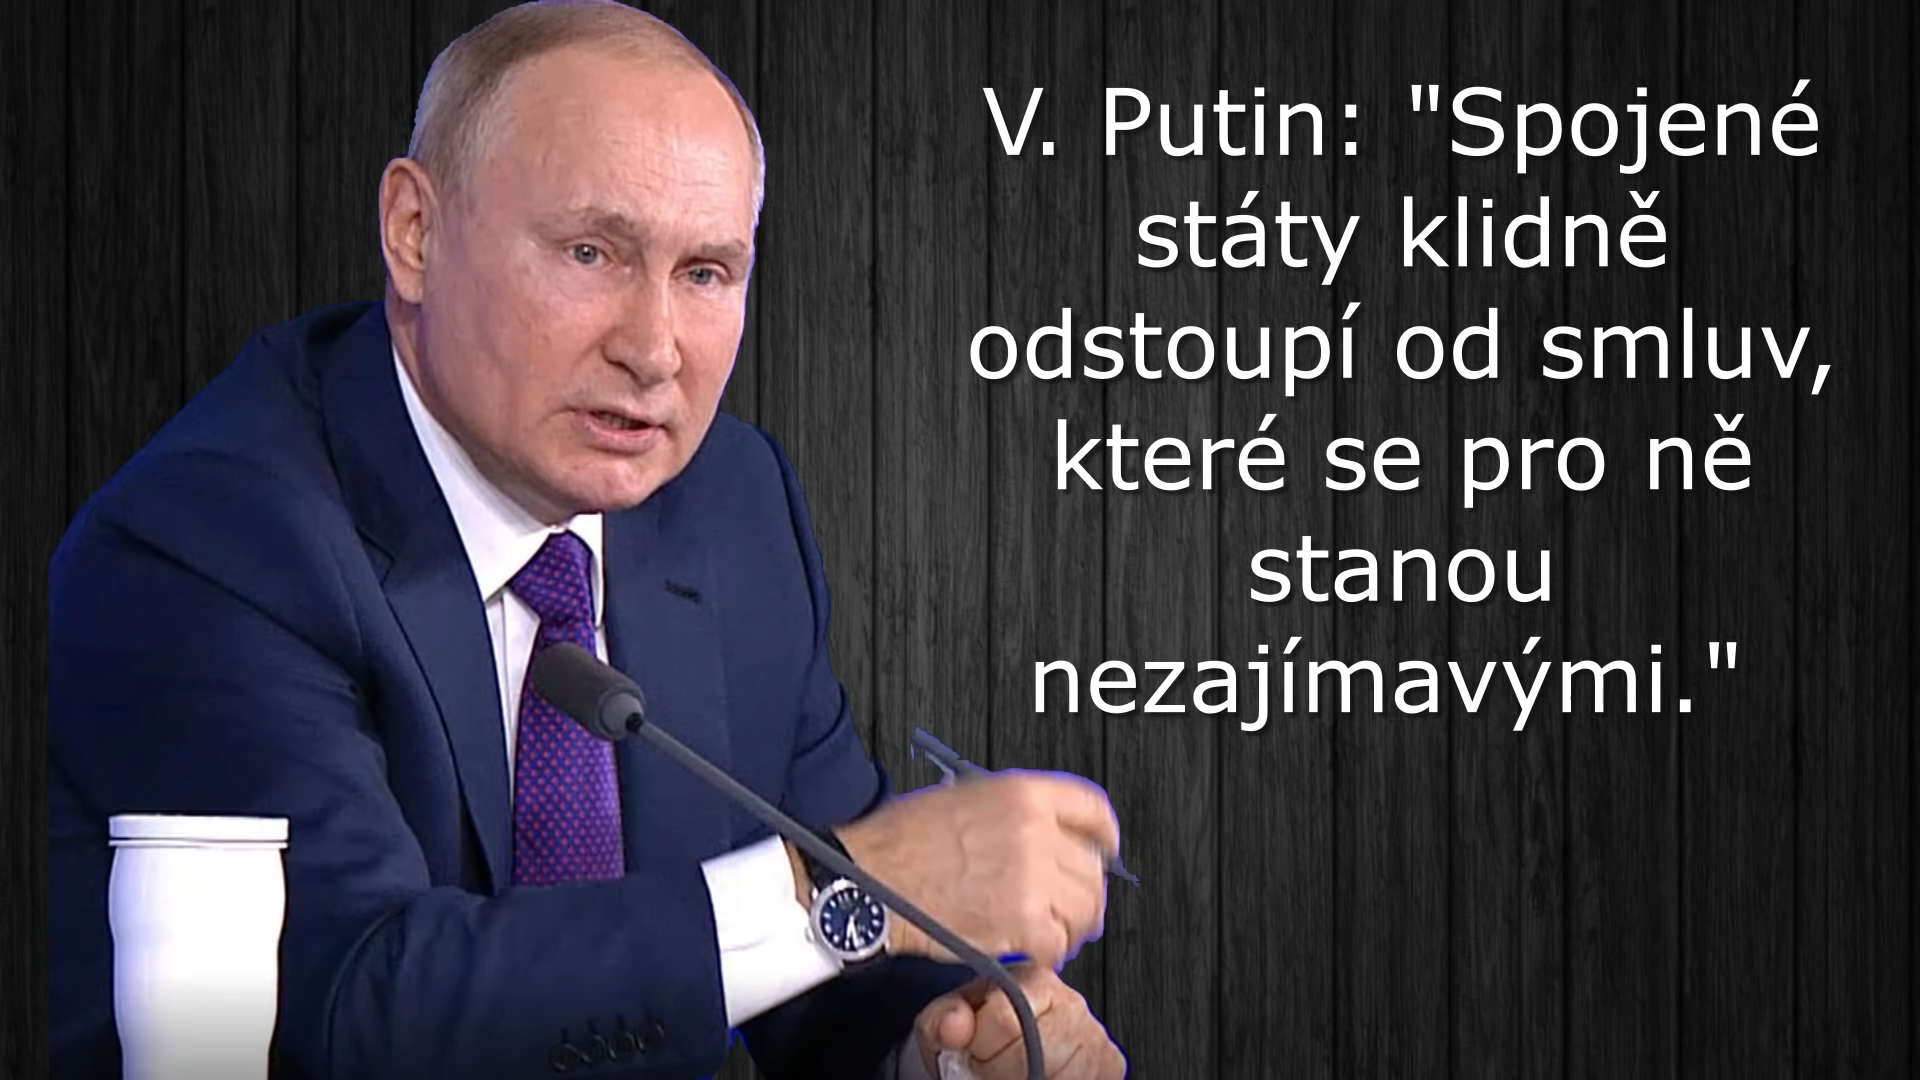 V. Putin: "Spojené
státy klidně
odstoupí od smluv,
které se pro ně
stanou
nezajímavými."